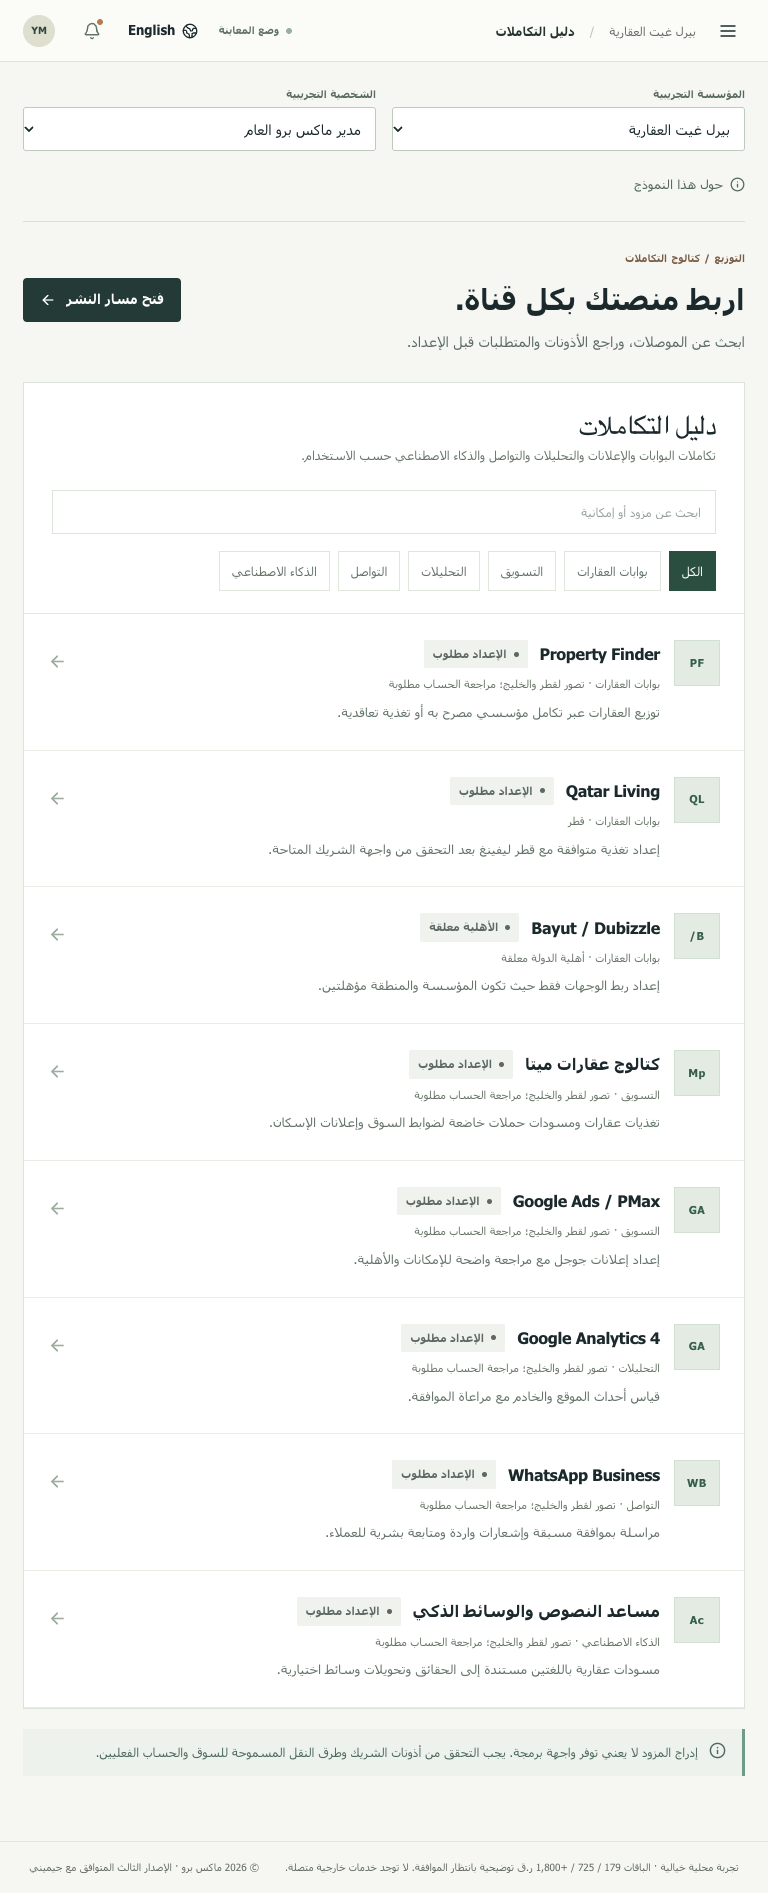 بيرل غيت العقارية / دليل التكاملات
وضع المعاينة
English
YM
المؤسسة التجريبية
بيرل غيت العقارية
الشخصية التجريبية
مدير ماكس برو العام
حول هذا النموذج
التوزيع / كتالوج التكاملات
اربط منصتك بكل قناة.
فتح مسار النشر
ابحث عن الموصلات، وراجع الأذونات والمتطلبات قبل الإعداد.
دليل التكاملات
تكاملات البوابات والإعلانات والتحليلات والتواصل والذكاء الاصطناعي حسب الاستخدام.
ابحث عن مزود أو إمكانية
الكل بوابات العقارات التسويق التحليلات التواصل الذكاء الاصطناعي
PF
Property Finder الإعداد مطلوب
بوابات العقارات · تصور لقطر والخليج؛ مراجعة الحساب مطلوبة
توزيع العقارات عبر تكامل مؤسسي مصرح به أو تغذية تعاقدية.
QL
Qatar Living الإعداد مطلوب
بوابات العقارات · قطر
إعداد تغذية متوافقة مع قطر ليفينغ بعد التحقق من واجهة الشريك المتاحة.
B/
Bayut / Dubizzle الأهلية معلقة
بوابات العقارات · أهلية الدولة معلقة
إعداد ربط الوجهات فقط حيث تكون المؤسسة والمنطقة مؤهلتين.
Mp
كتالوج عقارات ميتا الإعداد مطلوب
التسويق · تصور لقطر والخليج؛ مراجعة الحساب مطلوبة
تغذيات عقارات ومسودات حملات خاضعة لضوابط السوق وإعلانات الإسكان.
GA
Google Ads / PMax الإعداد مطلوب
التسويق · تصور لقطر والخليج؛ مراجعة الحساب مطلوبة
إعداد إعلانات جوجل مع مراجعة واضحة للإمكانات والأهلية.
GA
Google Analytics 4 الإعداد مطلوب
التحليلات · تصور لقطر والخليج؛ مراجعة الحساب مطلوبة
قياس أحداث الموقع والخادم مع مراعاة الموافقة.
WB
WhatsApp Business الإعداد مطلوب
التواصل · تصور لقطر والخليج؛ مراجعة الحساب مطلوبة
مراسلة بموافقة مسبقة وإشعارات واردة ومتابعة بشرية للعملاء.
Ac
مساعد النصوص والوسائط الذكي الإعداد مطلوب
الذكاء الاصطناعي · تصور لقطر والخليج؛ مراجعة الحساب مطلوبة
مسودات عقارية باللغتين مستندة إلى الحقائق وتحويلات وسائط اختيارية.
إدراج المزود لا يعني توفر واجهة برمجة. يجب التحقق من أذونات الشريك وطرق النقل المسموحة للسوق والحساب الفعليين.
تجربة محلية خيالية · الباقات 179 / 725 / +1,800 ر.ق توضيحية بانتظار الموافقة. لا توجد خدمات خارجية متصلة.
© 2026 ماكس برو · الإصدار الثالث المتوافق مع جيميني